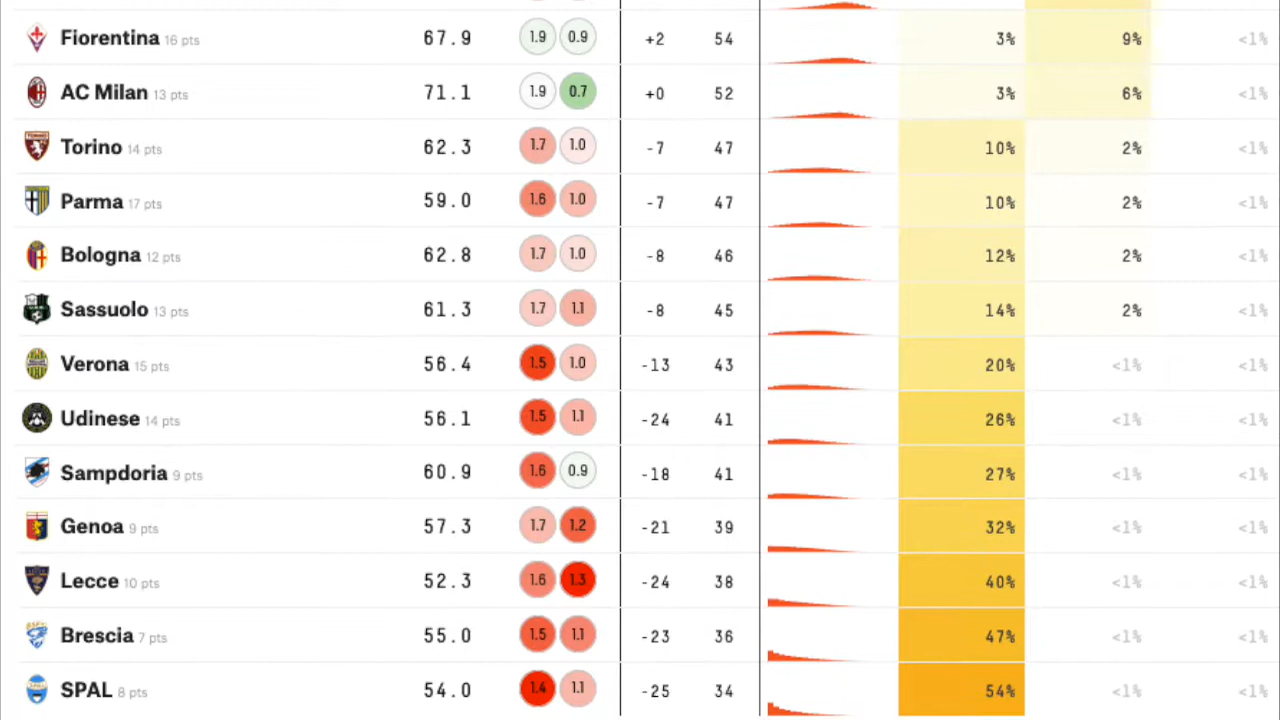 Fiorentina 16 pts 67.9 1.9 0.9 +2 54 3% 9% <1%
AC Milan 13 pts 71.1 1.9 0.7 +0 52 3% 6% <1%
Torino 14 pts 62.3 1.7 1.0 -7 47 10% 2% <1%
Parma 17 pts 59.0 1.6 1.0 -7 47 10% 2% <1%
Bologna 12 pts 62.8 1.7 1.0 -8 46 12% 2% <1%
Sassuolo 13 pts 61.3 1.7 1.1 -8 45 14% 2% <1%
Verona 15 pts 56.4 1.5 1.0 -13 43 20% <1% <1%
Udinese 14 pts 56.1 1.5 1.1 -24 41 26% <1% <1%
Sampdoria 9 pts 60.9 1.6 0.9 -18 41 27% <1% <1%
Genoa 9 pts 57.3 1.7 1.2 -21 39 32% <1% <1%
Lecce 10 pts 52.3 1.6 1.3 -24 38 40% <1% <1%
Brescia 7 pts 55.0 1.5 1.1 -23 36 47% <1% <1%
SPAL 8 pts 54.0 1.4 1.1 -25 34 54% <1% <1%